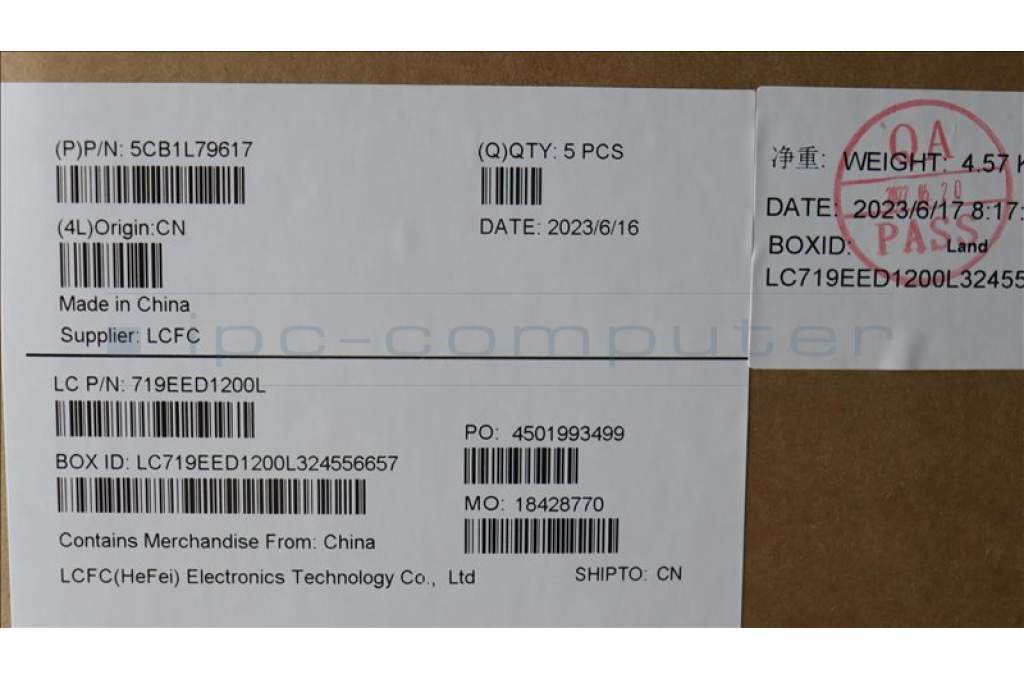 (P)P/N: 5CB1L79617
(Q)QTY: 5 PCS
(4L)Origin:CN
DATE: 2023/6/16
Made in China
Supplier: LCFC
ipc-computer
LC P/N: 719EED1200L
PO: 4501993499
BOX ID: LC719EED1200L324556657
MO: 18428770
Contains Merchandise From: China
LCFC(HeFei) Electronics Technology Co., Ltd
SHIPTO: CN
净重: WEIGHT: 4.57
DATE: 2023/6/17 8:17:
BOXID:
Land
LC719EED1200L32455
QA
PASS